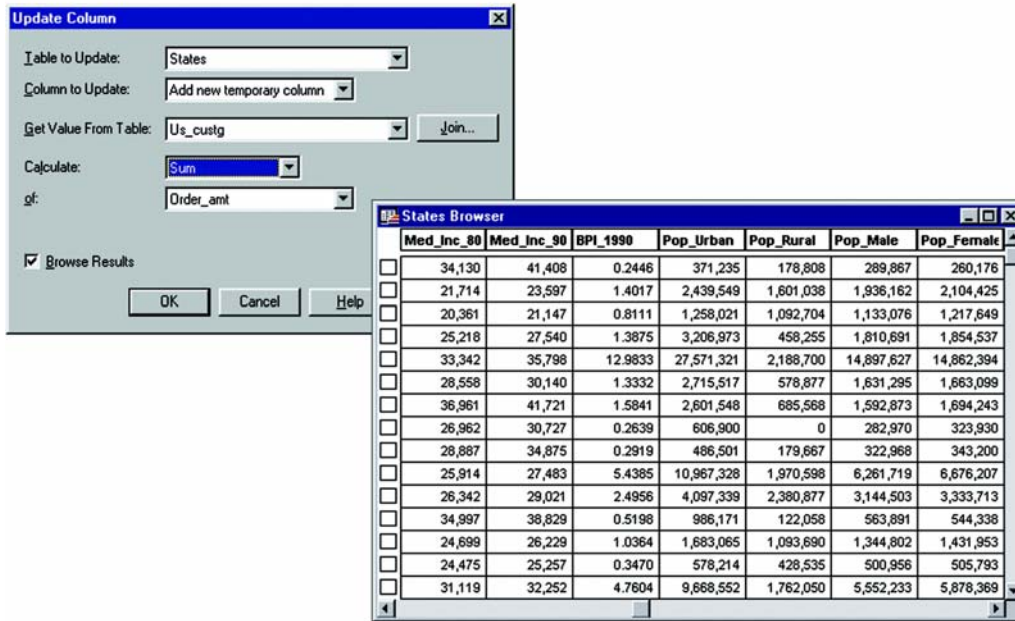 Update Column
Table to Update: States
Column to Update: Add new temporary column
Get Value From Table: Us_custg Join...
Calculate: Sum
of: Order_amt
Browse Results
OK Cancel Help
States Browser
Med_Inc_80 Med_Inc_90 BPI_1990 Pop_Urban Pop_Rural Pop_Male Pop_Female
34,130 41,408 0.2446 371,235 178,808 289,867 260,176
21,714 23,597 1.4017 2,439,549 1,601,038 1,936,162 2,104,425
20,361 21,147 0.8111 1,258,021 1,092,704 1,133,076 1,217,649
25,218 27,540 1.3875 3,206,973 458,255 1,810,691 1,854,537
33,342 35,798 12.9833 27,571,321 2,188,700 14,897,627 14,862,394
28,558 30,140 1.3332 2,715,517 578,877 1,631,295 1,663,099
36,961 41,721 1.5841 2,601,548 685,568 1,592,873 1,694,243
26,962 30,727 0.2639 606,900 0 282,970 323,930
28,887 34,875 0.2919 486,501 179,667 322,968 343,200
25,914 27,483 5.4385 10,967,328 1,970,598 6,261,719 6,676,207
26,342 29,021 2.4956 4,097,339 2,380,877 3,144,503 3,333,713
34,997 38,829 0.5198 986,171 122,058 563,891 544,338
24,699 26,229 1.0364 1,683,065 1,093,690 1,344,802 1,431,953
24,475 25,257 0.3470 578,214 428,535 500,956 505,793
31,119 32,252 4.7604 9,668,552 1,762,050 5,552,233 5,878,369